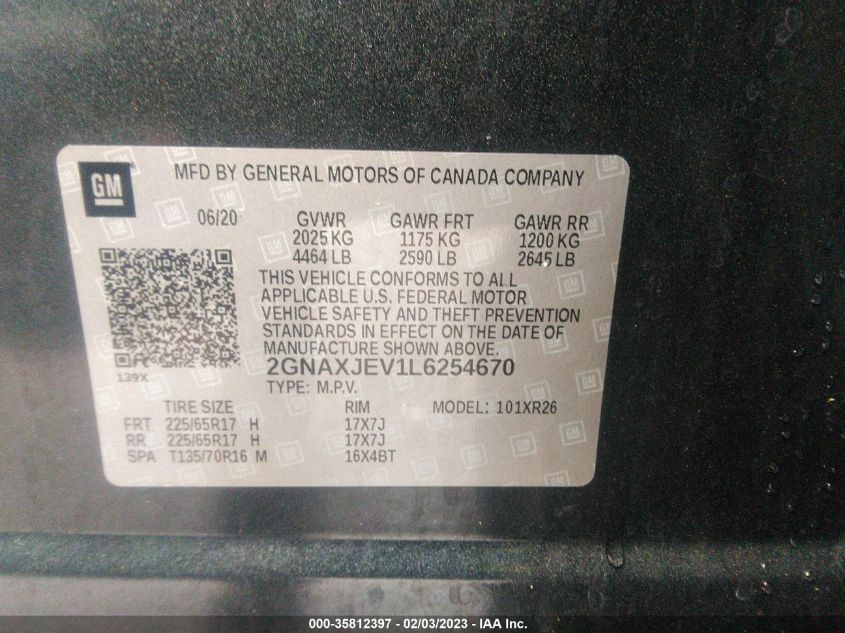 GM
MFD BY GENERAL MOTORS OF CANADA COMPANY
06/20 GVWR GAWR FRT GAWR RR
2025 KG 1175 KG 1200 KG
4464 LB 2590 LB 2645 LB
THIS VEHICLE CONFORMS TO ALL
APPLICABLE U.S. FEDERAL MOTOR
VEHICLE SAFETY AND THEFT PREVENTION
STANDARDS IN EFFECT ON THE DATE OF
MANUFACTURE SHOWN ABOVE.
139X
2GNAXJEV1L6254670
TYPE: M.P.V.
TIRE SIZE RIM MODEL: 101XR26
FRT 225/65R17 H 17X7J
RR 225/65R17 H 17X7J
SPA T135/70R16 M 16X4BT
000-35812397 - 02/03/2023 - IAA Inc.